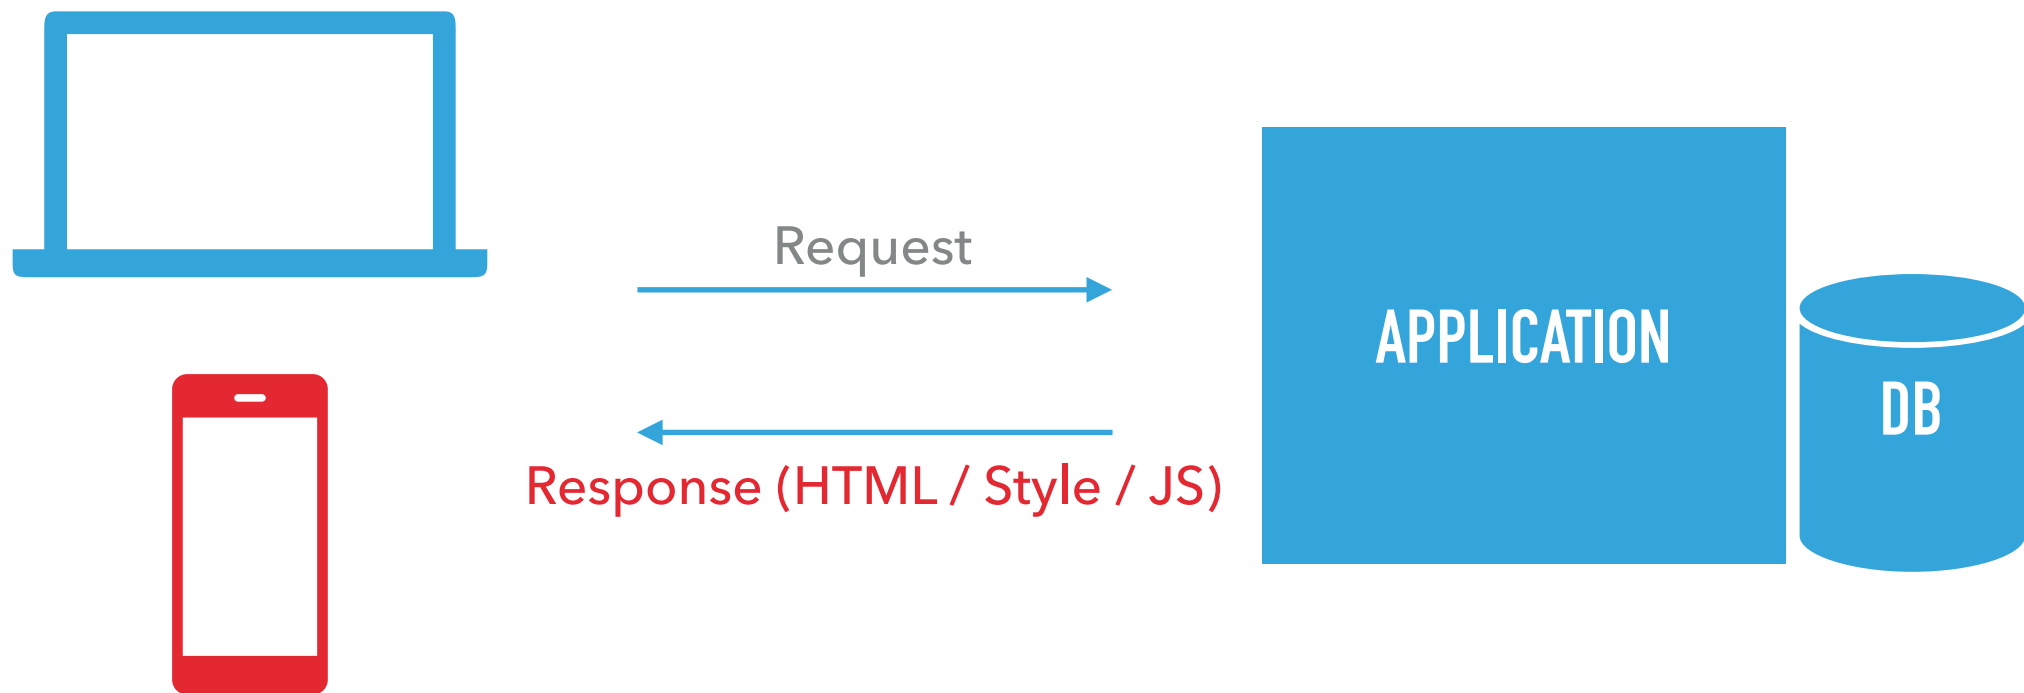 Request
APPLICATION
DB
Response (HTML / Style / JS)